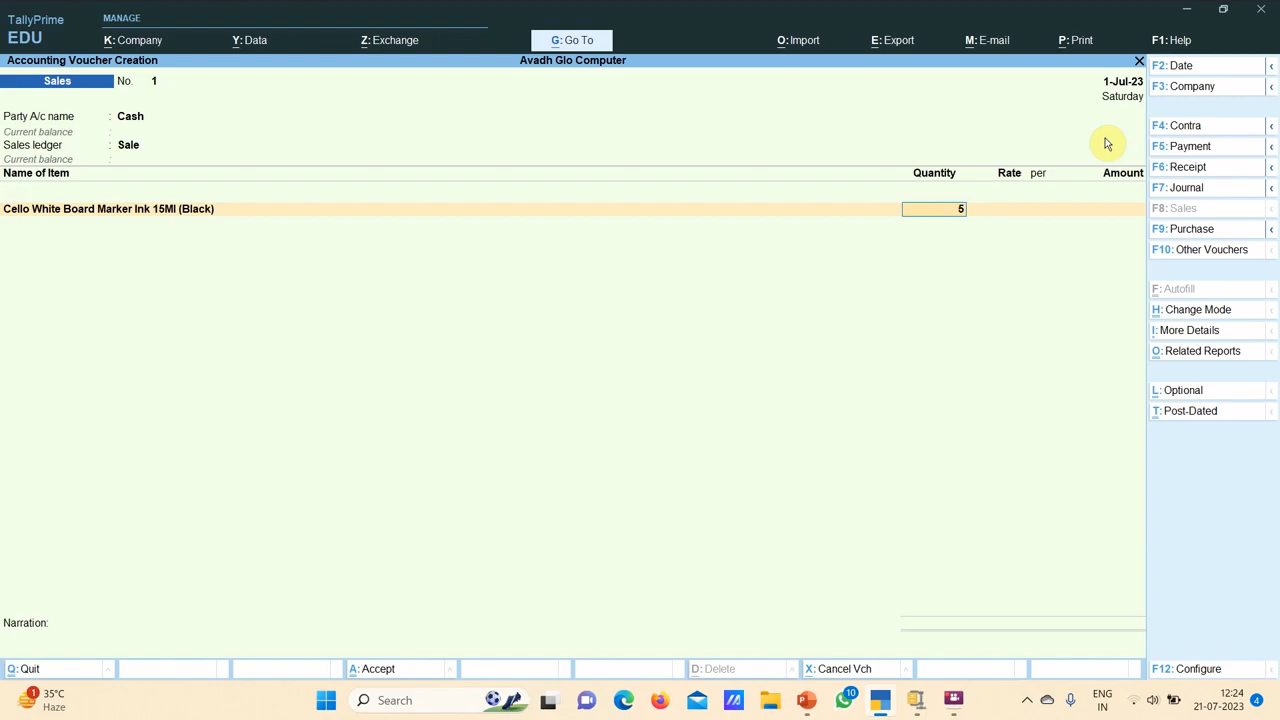 TallyPrime
EDU
MANAGE
K: Company
Y: Data
Z: Exchange
G: Go To
O: Import
E: Export
M: E-mail
P: Print
F1: Help
Accounting Voucher Creation
Avadh Glo Computer
Sales
No. 1
1-Jul-23
Saturday
Party A/c name : Cash
Current balance :
Sales ledger : Sale
Current balance :
Name of Item
Quantity
Rate per
Amount
Cello White Board Marker Ink 15Ml (Black)
5
Narration:
F2: Date
F3: Company
F4: Contra
F5: Payment
F6: Receipt
F7: Journal
F8: Sales
F9: Purchase
F10: Other Vouchers
F: Autofill
H: Change Mode
I: More Details
O: Related Reports
L: Optional
T: Post-Dated
Q: Quit
A: Accept
D: Delete
X: Cancel Vch
F12: Configure
1
35°C
Haze
Search
10
ENG
IN
12:24
21-07-2023
4